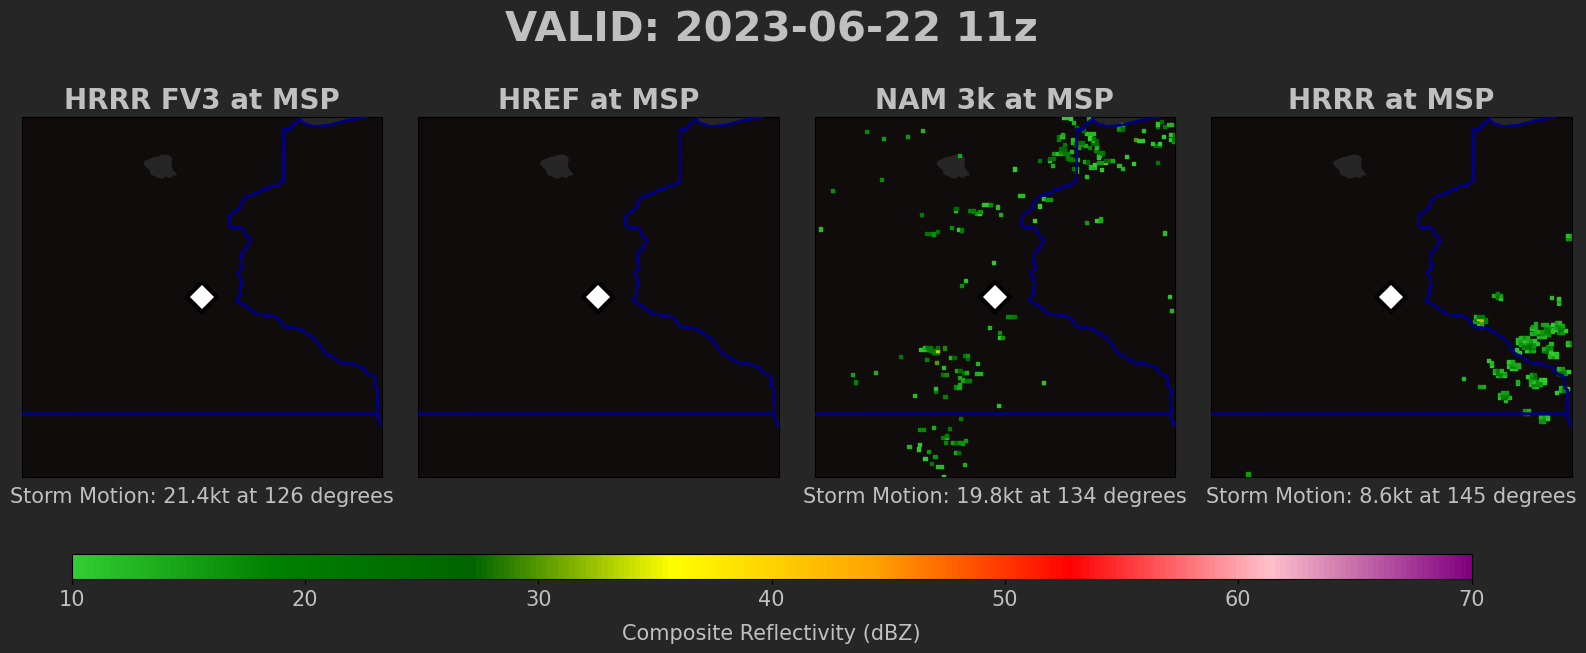 VALID: 2023-06-22 11z
HRRR FV3 at MSP
HREF at MSP
NAM 3k at MSP
HRRR at MSP
Storm Motion: 21.4kt at 126 degrees
Storm Motion: 19.8kt at 134 degrees
Storm Motion: 8.6kt at 145 degrees
10 20 30 40 50 60 70
Composite Reflectivity (dBZ)